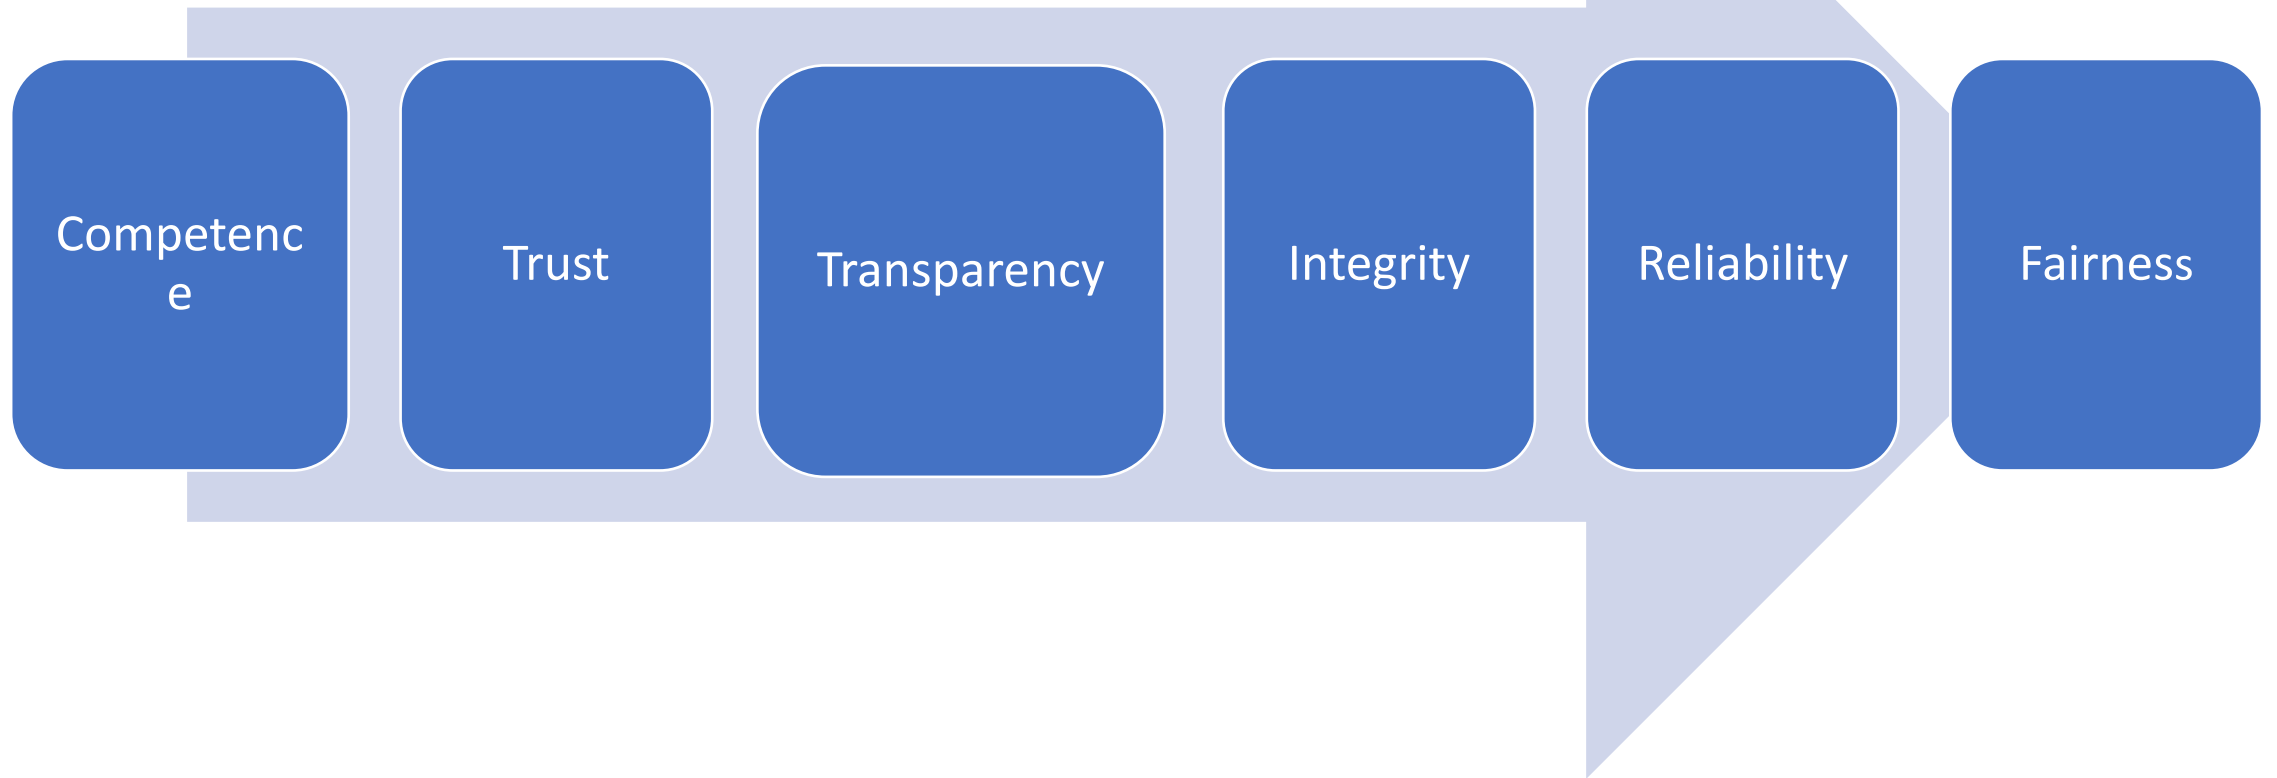 Competenc
e
Trust
Transparency
Integrity
Reliability
Fairness